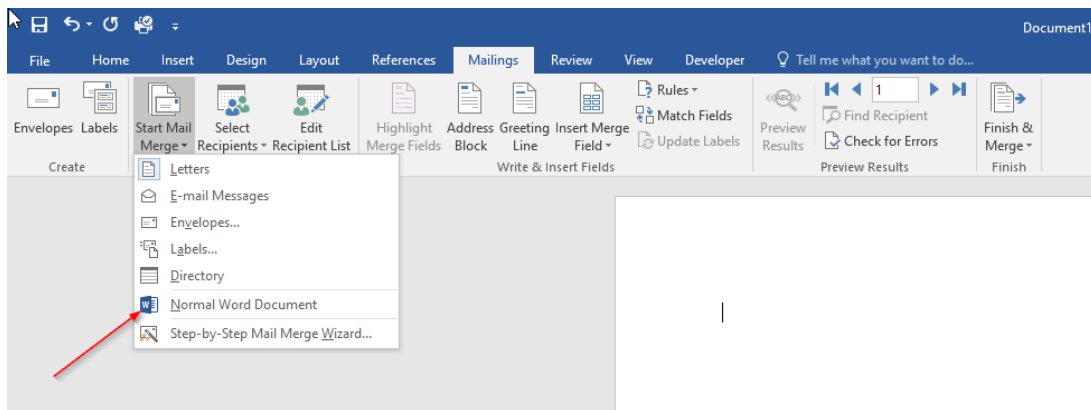 Document1
File Home Insert Design Layout References Mailings Review View Developer Tell me what you want to do...
Envelopes Labels
Create
Start Mail
Merge
Select
Recipients
Edit
Recipient List
Highlight
Merge Fields
Address
Block
Greeting
Line
Insert Merge
Field
Rules
Match Fields
Update Labels
Write & Insert Fields
ABC
Preview
Results
1
Find Recipient
Check for Errors
Preview Results
Finish &
Merge
Finish
Letters
E-mail Messages
Envelopes...
Labels...
Directory
W
Normal Word Document
Step-by-Step Mail Merge Wizard...